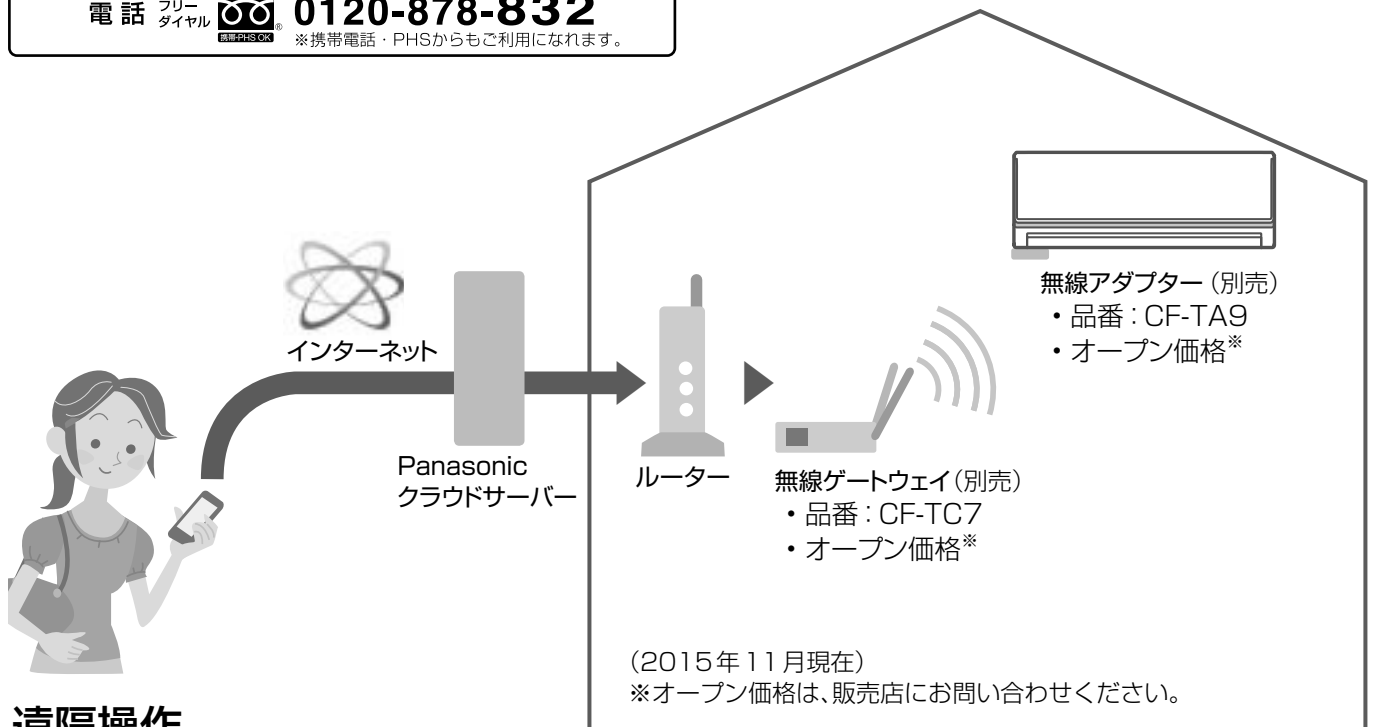 電話 フリーダイヤル 0120-878-832
携帯・PHS OK
※携帯電話・PHSからもご利用になれます。
無線アダプター（別売）
・品番：CF-TA9
・オープン価格※
インターネット
Panasonic
クラウドサーバー
ルーター
無線ゲートウェイ（別売）
・品番：CF-TC7
・オープン価格※
（2015年11月現在）
※オープン価格は、販売店にお問い合わせください。
遠隔操作